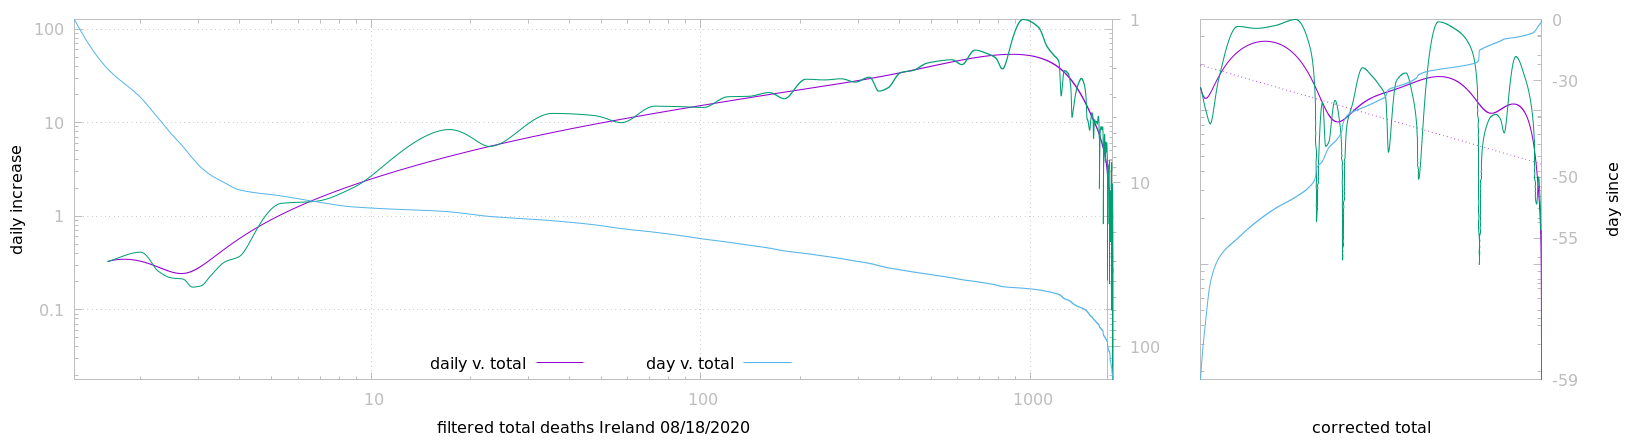 100
10
1
0.1
daily increase
daily v. total
day v. total
10
100
1000
filtered total deaths Ireland 08/18/2020
1
10
100
0
-30
-50
-55
-59
day since
corrected total